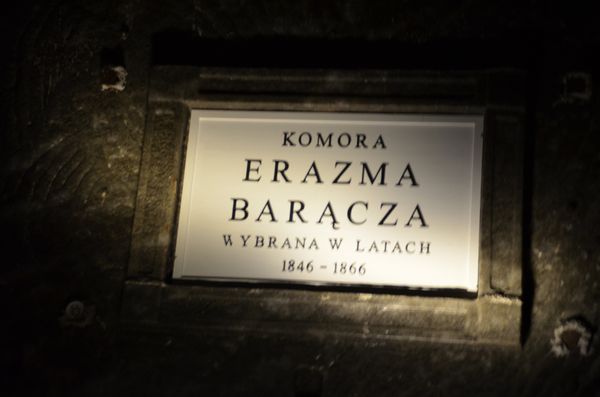 KOMORA
ERAZMA
BARĄCZA
WYBRANA W LATACH
1846 - 1866